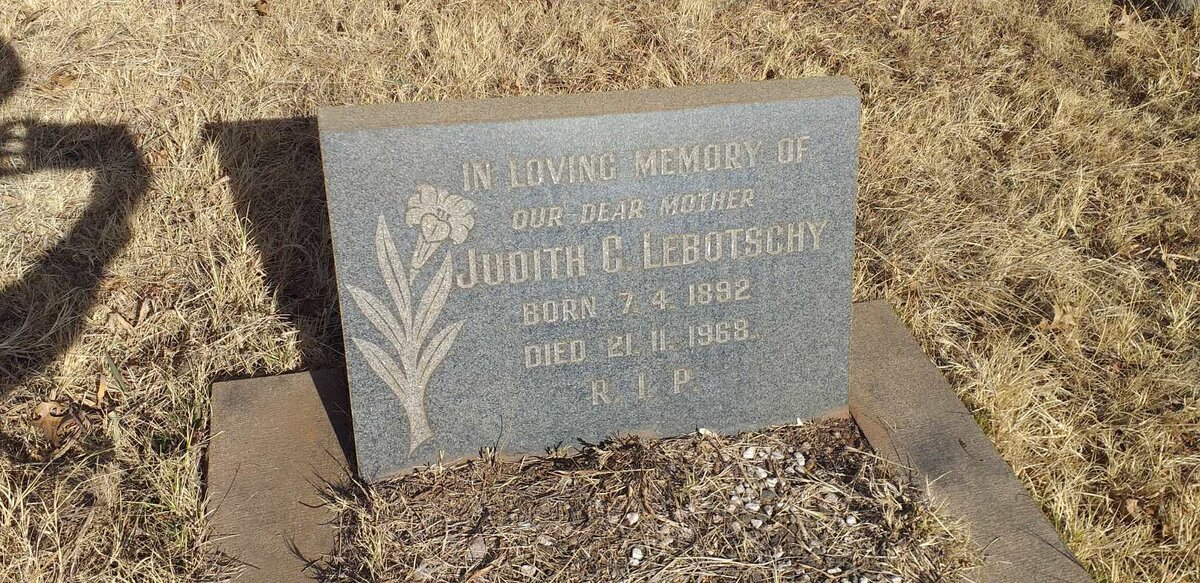 IN LOVING MEMORY OF
OUR DEAR MOTHER
JUDITH C. LEBOTSCHY
BORN 7. 4. 1892
DIED 21. 11. 1968.
R. I. P.